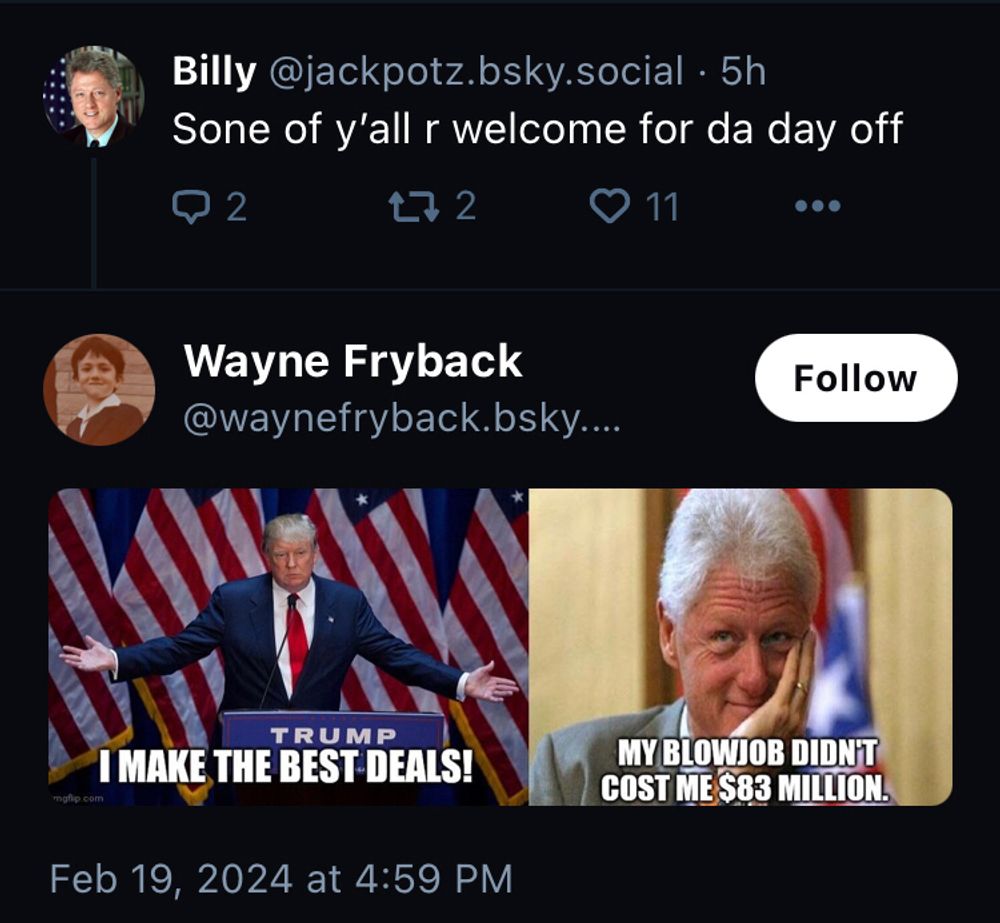 Billy @jackpotz.bsky.social · 5h
Sone of y’all r welcome for da day off
2 2 11
Wayne Fryback
Follow
@waynefryback.bsky....
TRUMP
I MAKE THE BEST DEALS!
imgflip.com
MY BLOWJOB DIDN'T
COST ME $83 MILLION.
Feb 19, 2024 at 4:59 PM